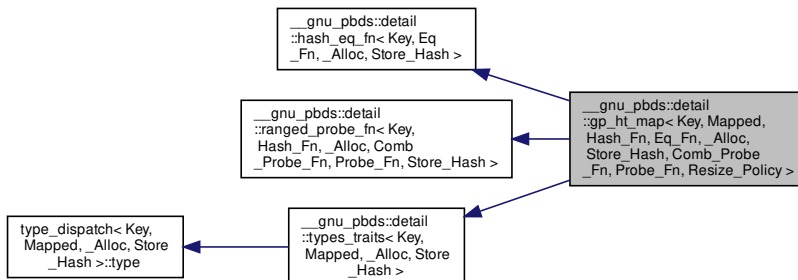 __gnu_pbds::detail
::hash_eq_fn< Key, Eq
_Fn, _Alloc, Store_Hash >
__gnu_pbds::detail
::ranged_probe_fn< Key,
Hash_Fn, _Alloc, Comb
_Probe_Fn, Probe_Fn, Store_Hash >
__gnu_pbds::detail
::gp_ht_map< Key, Mapped,
Hash_Fn, Eq_Fn, _Alloc,
Store_Hash, Comb_Probe
_Fn, Probe_Fn, Resize_Policy >
type_dispatch< Key,
Mapped, _Alloc, Store
_Hash >::type
__gnu_pbds::detail
::types_traits< Key,
Mapped, _Alloc, Store
_Hash >